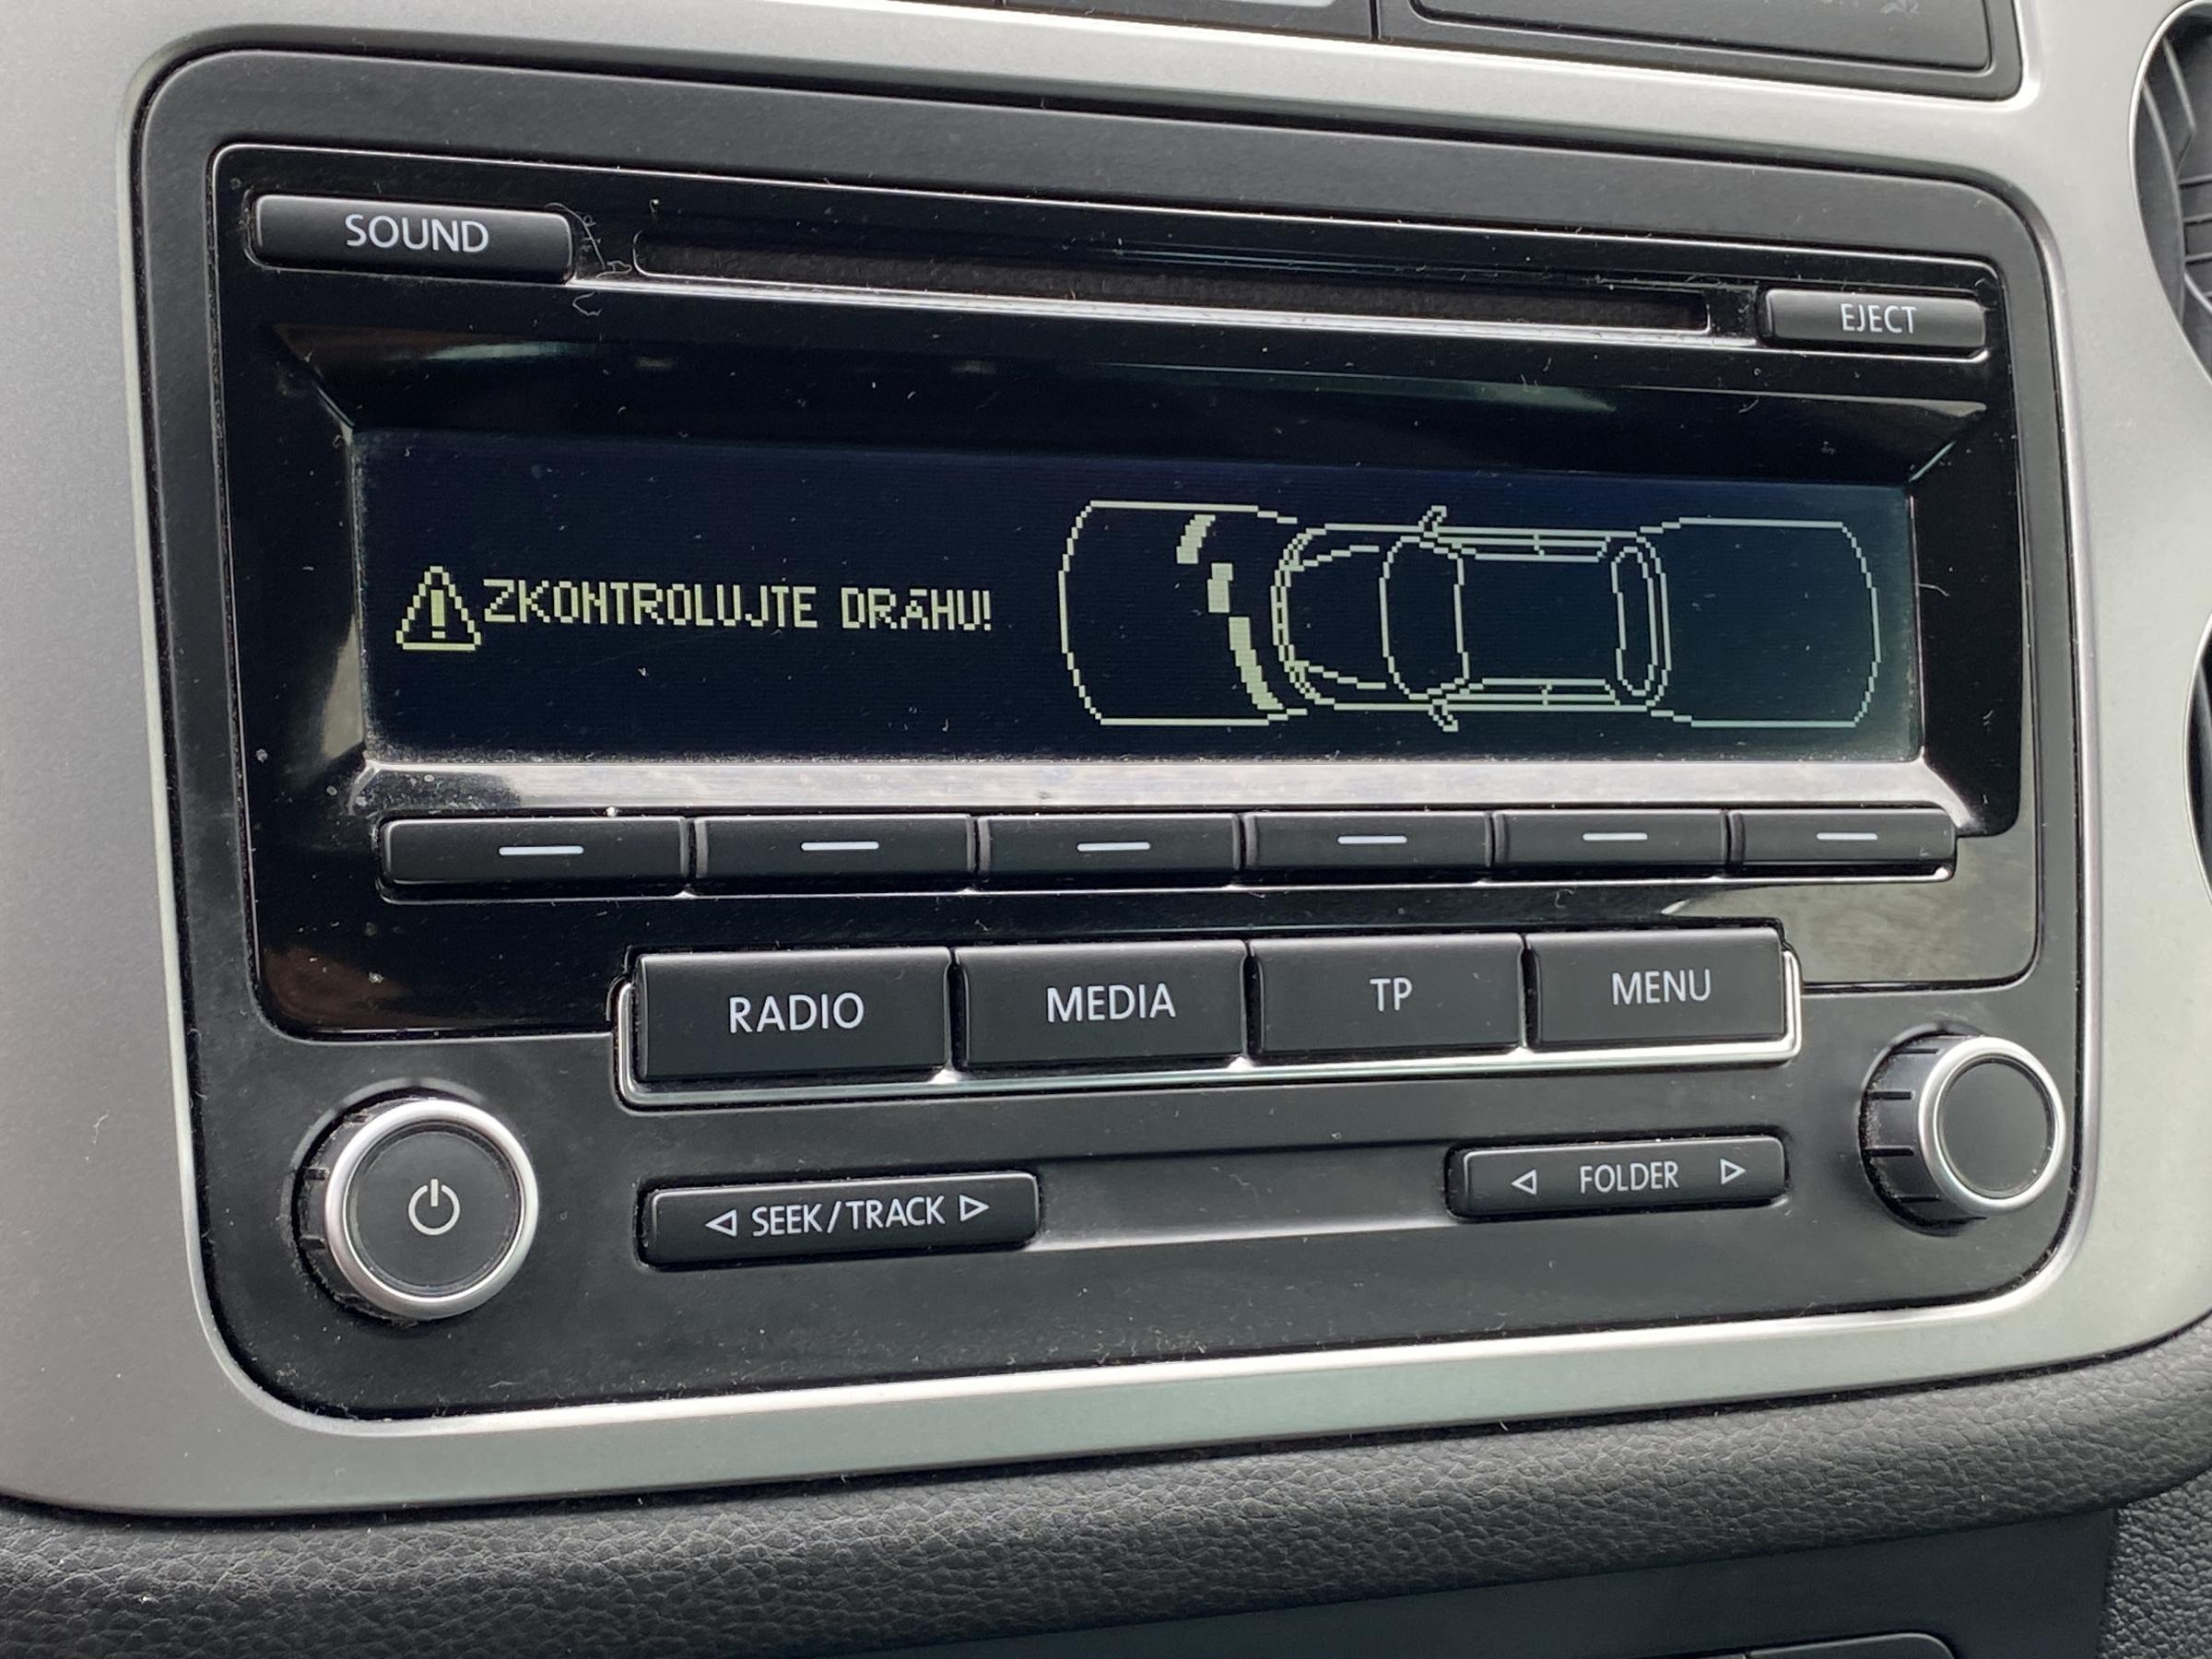 SOUND
EJECT
ZKONTROLUJTE DRÁHU!
RADIO
MEDIA
TP
MENU
SEEK/TRACK
FOLDER